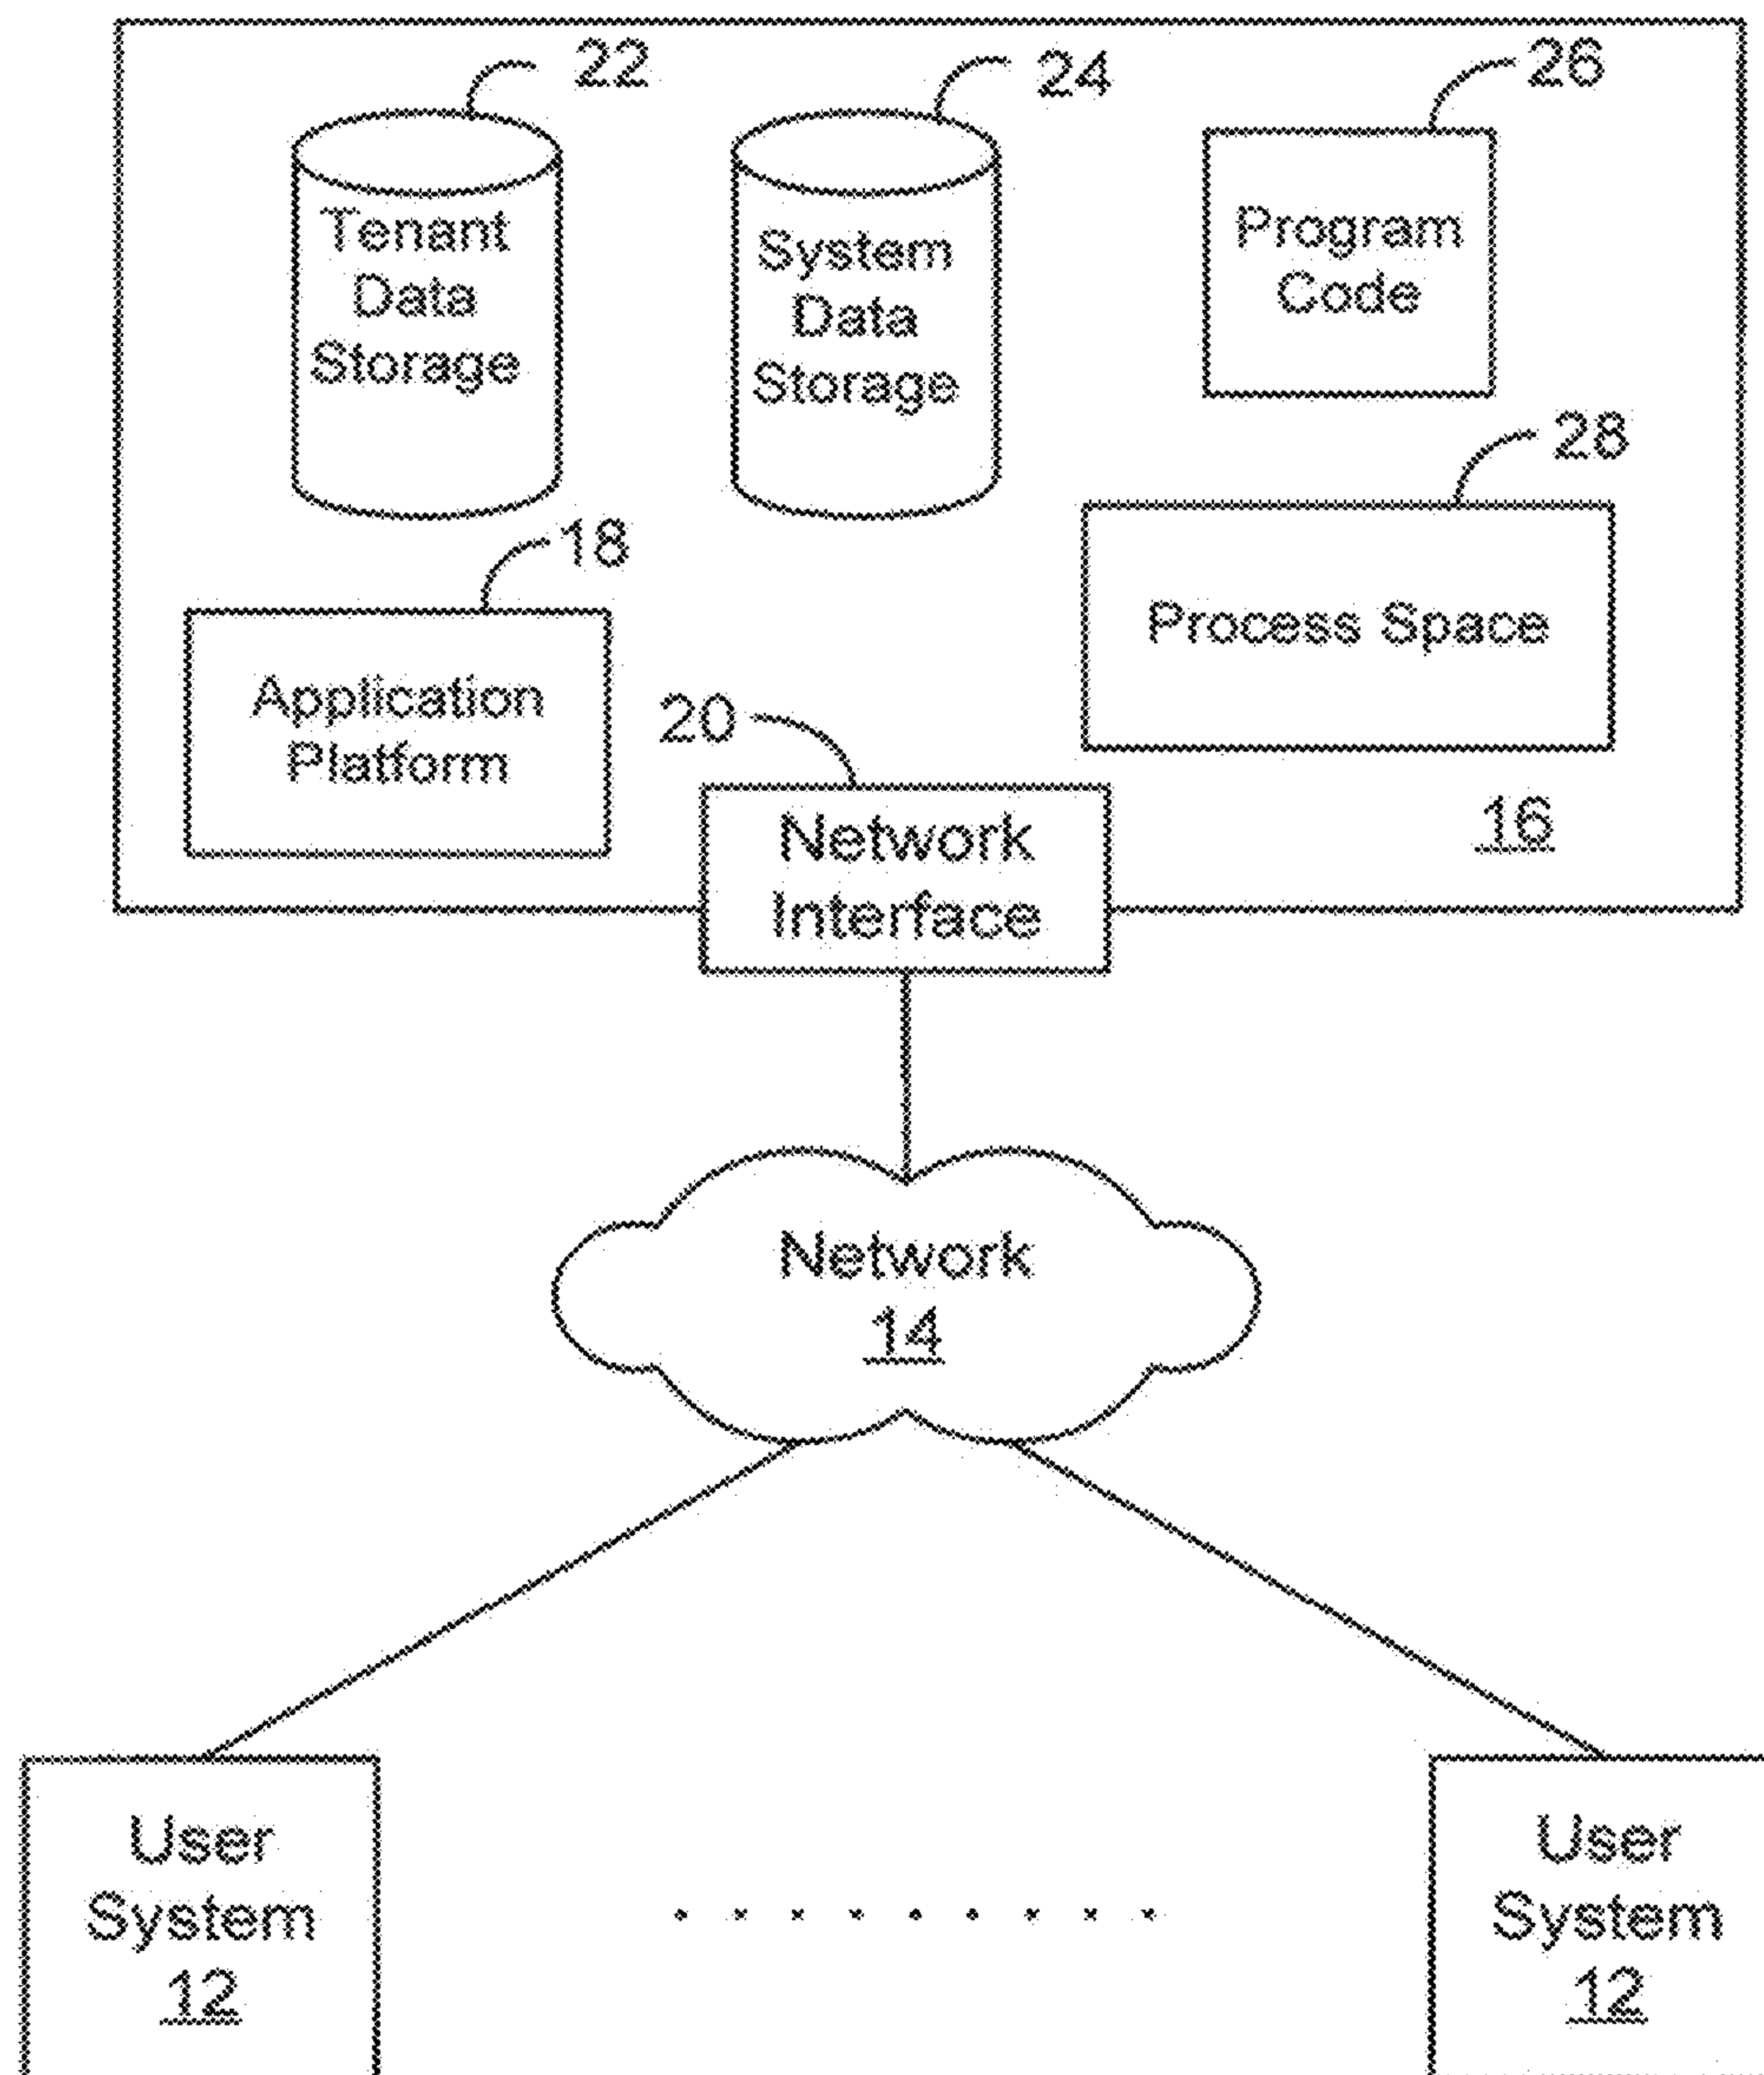 22
24
26
Tenant
Data
Storage
System
Data
Storage
Program
Code
28
18
Process Space
Application
Platform
20
16
Network
Interface
Network
14
User
System
12
User
System
12